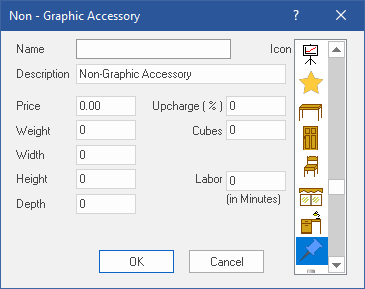 Non - Graphic Accessory ? ×
Name Icon
Description Non-Graphic Accessory
Price 0.00 Upcharge ( % ) 0
Weight 0 Cubes 0
Width 0
Height 0 Labor 0
(in Minutes)
Depth 0
OK Cancel